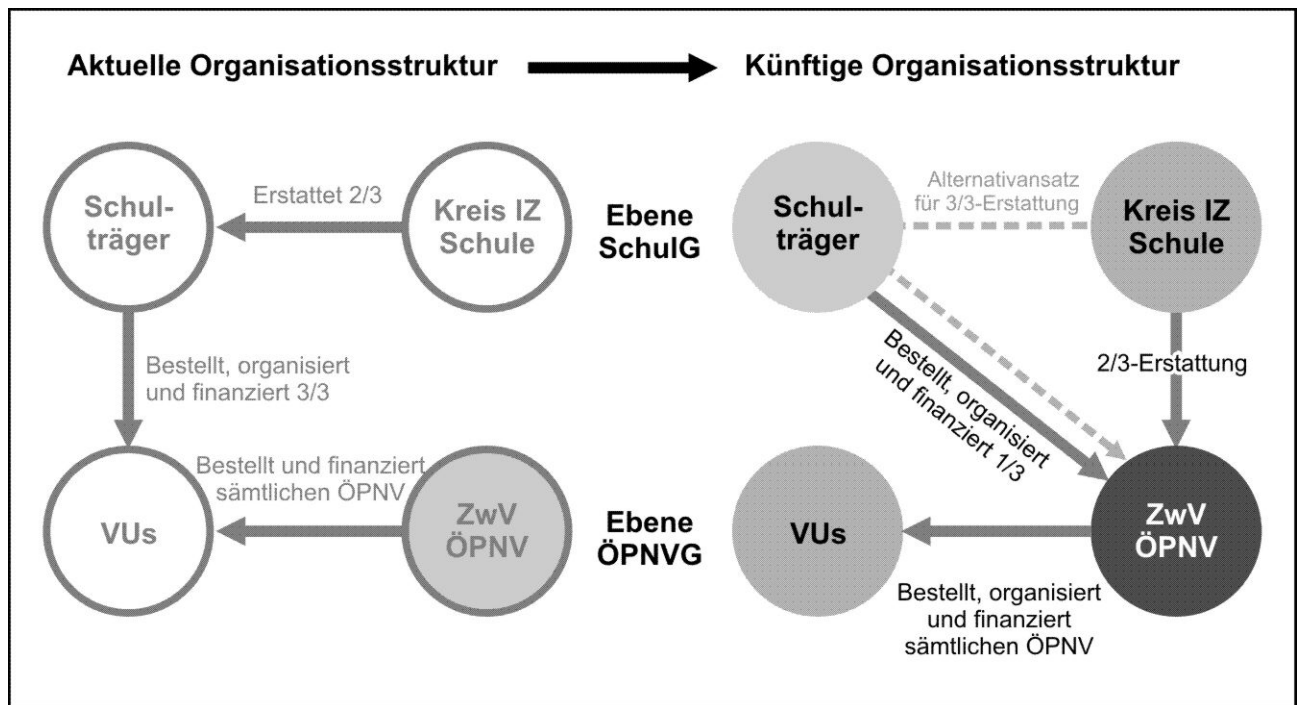 Aktuelle Organisationsstruktur
Künftige Organisationsstruktur
Schul-
träger
Erstattet 2/3
Kreis IZ
Schule
Ebene
SchulG
Schul-
träger
Alternativansatz
für 3/3-Erstattung
Kreis IZ
Schule
Bestellt, organisiert
und finanziert 3/3
Bestellt, organisiert
und finanziert 1/3
2/3-Erstattung
VUs
Bestellt und finanziert
sämtlichen ÖPNV
ZwV
ÖPNV
Ebene
ÖPNVG
VUs
ZwV
ÖPNV
Bestellt, organisiert
und finanziert
sämtlichen ÖPNV